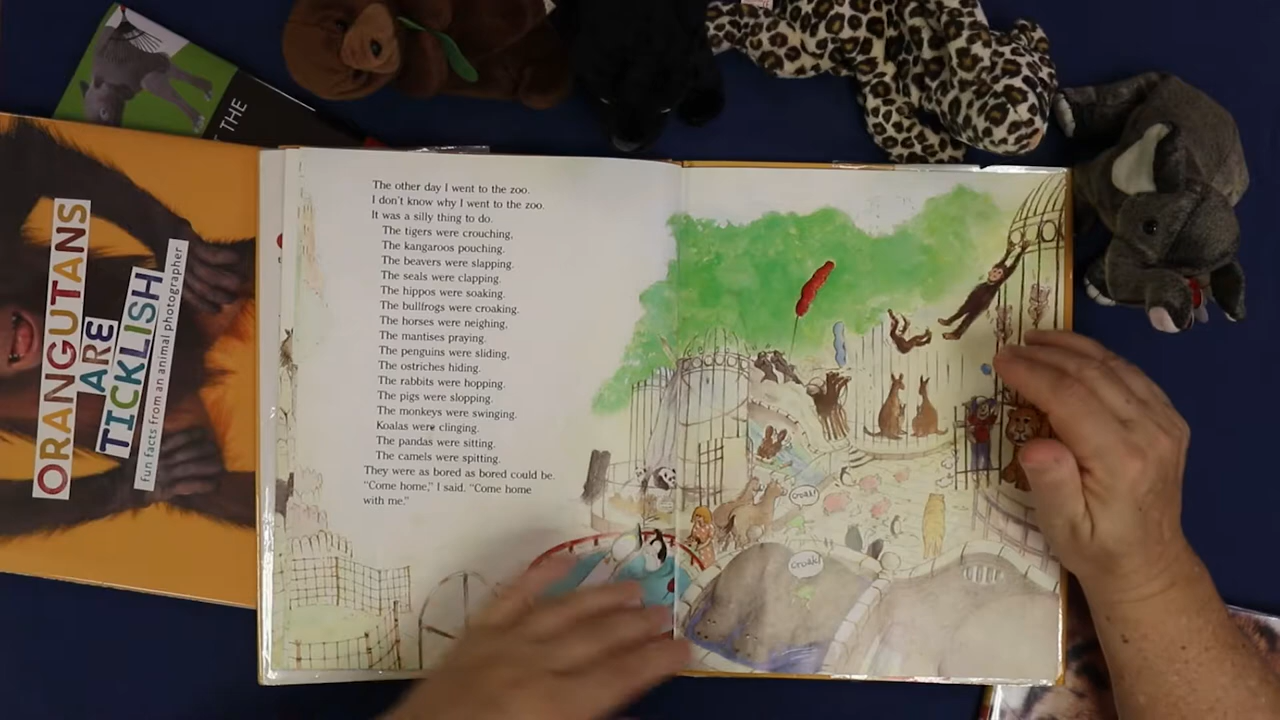 THE
ORANGUTANS
ARE
TICKLISH
fun facts from an animal photographer
The other day I went to the zoo.
I don't know why I went to the zoo.
It was a silly thing to do.
The tigers were crouching,
The kangaroos pouching.
The beavers were slapping.
The seals were clapping.
The hippos were soaking.
The bullfrogs were croaking.
The horses were neighing,
The mantises praying.
The penguins were sliding,
The ostriches hiding.
The rabbits were hopping.
The pigs were slopping.
The monkeys were swinging.
Koalas were clinging.
The pandas were sitting.
The camels were spitting.
They were as bored as bored could be.
"Come home," I said. "Come home
with me."
Croak!
Croak!